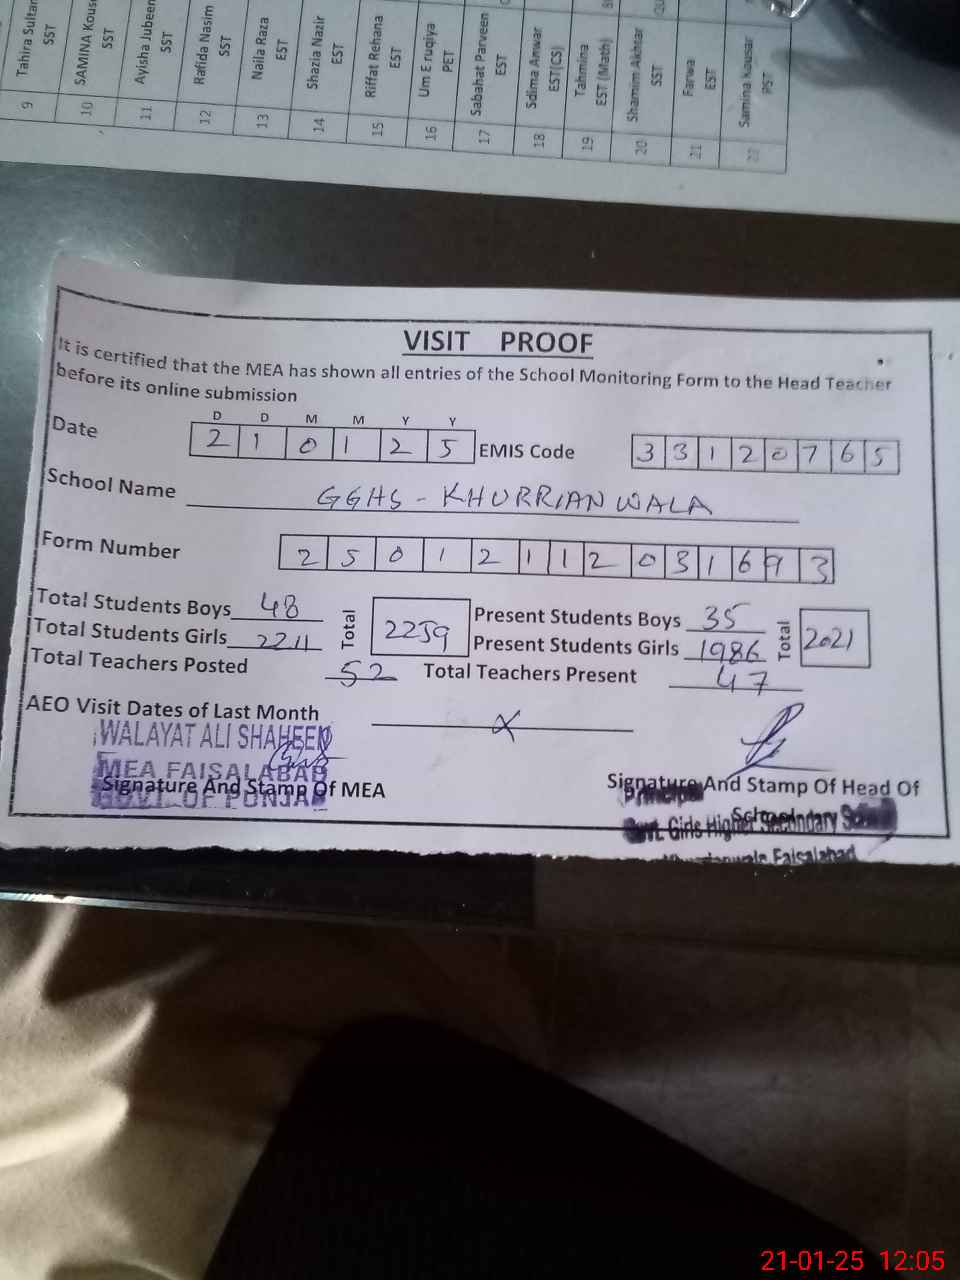 9 Tahira Sultan SST
10 SAMINA Kous SST
11 Ayisha Jubeen SST
12 Rafida Nasim SST
13 Naila Raza EST
14 Shazia Nazir EST
15 Riffat Rehana EST
16 Um E ruqiya PET
17 Sabahat Parveen EST
18 Sdima Anwar EST(CS)
19 Tahmina EST (Math)
20 Shamim Akhtar SST
21 Farwa EST
22 Samina Kousar PST
VISIT PROOF
It is certified that the MEA has shown all entries of the School Monitoring Form to the Head Teacher
before its online submission
D D M M Y Y
Date 2 1 0 1 2 5 EMIS Code 3 3 1 2 0 7 6 5
School Name GGHS - KHURRIANWALA
Form Number 2 5 0 1 2 1 1 2 0 3 1 6 9 3
Total Students Boys 48 Total 2259 Present Students Boys 35 Total 2021
Total Students Girls 2211 Present Students Girls 1986
Total Teachers Posted 52 Total Teachers Present 47
AEO Visit Dates of Last Month X
WALAYAT ALI SHAHEEN
MEA FAISALABAD
GOVT. OF PUNJAB
Signature And Stamp Of MEA
Signature And Stamp Of Head Of
School
Principal
Govt. Girls Higher Secondary School
Faisalabad
21-01-25 12:05